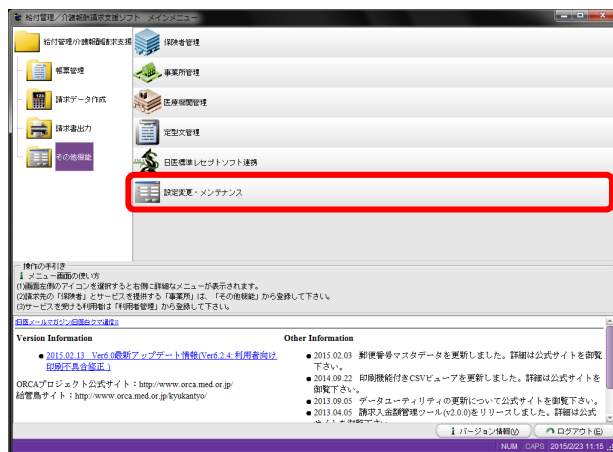 給付管理／介護報酬請求支援ソフト メインメニュー
給付管理/介護報酬請求支援
帳票管理
請求データ作成
請求書出力
その他機能
保険者管理
事業所管理
医療機関管理
定型文管理
日医標準レセプトソフト連携
設定変更・メンテナンス
操作の手引き
メニュー画面の使い方
(1)画面左側のアイコンを選択すると右側に詳細なメニューが表示されます。
(2)請求先の「保険者」とサービスを提供する「事業所」は、「その他機能」から登録して下さい。
(3)サービスを受ける利用者は「利用者管理」から登録して下さい。
Version Information
2015.02.13 Ver6.0最新アップデート情報(Ver6.2.4: 利用者向け印刷不具合修正 )
ORCAプロジェクト公式サイト：http://www.orca.med.or.jp/
給管鳥サイト：http://www.orca.med.or.jp/kyukantyo/
Other Information
2015.02.03 郵便番号マスタデータを更新しました。詳細は公式サイトを御覧下さい。
2014.09.22 印刷機能付きCSVビューアを更新しました。詳細は公式サイトを御覧下さい。
2013.09.05 データユーティリティの更新について公式サイトを御覧下さい。
2013.04.05 請求入金額管理ツール(v2.0.0)をリリースしました。詳細は公式
バージョン情報(V)
ログアウト(E)
NUM CAPS 2015/2/23 11:15